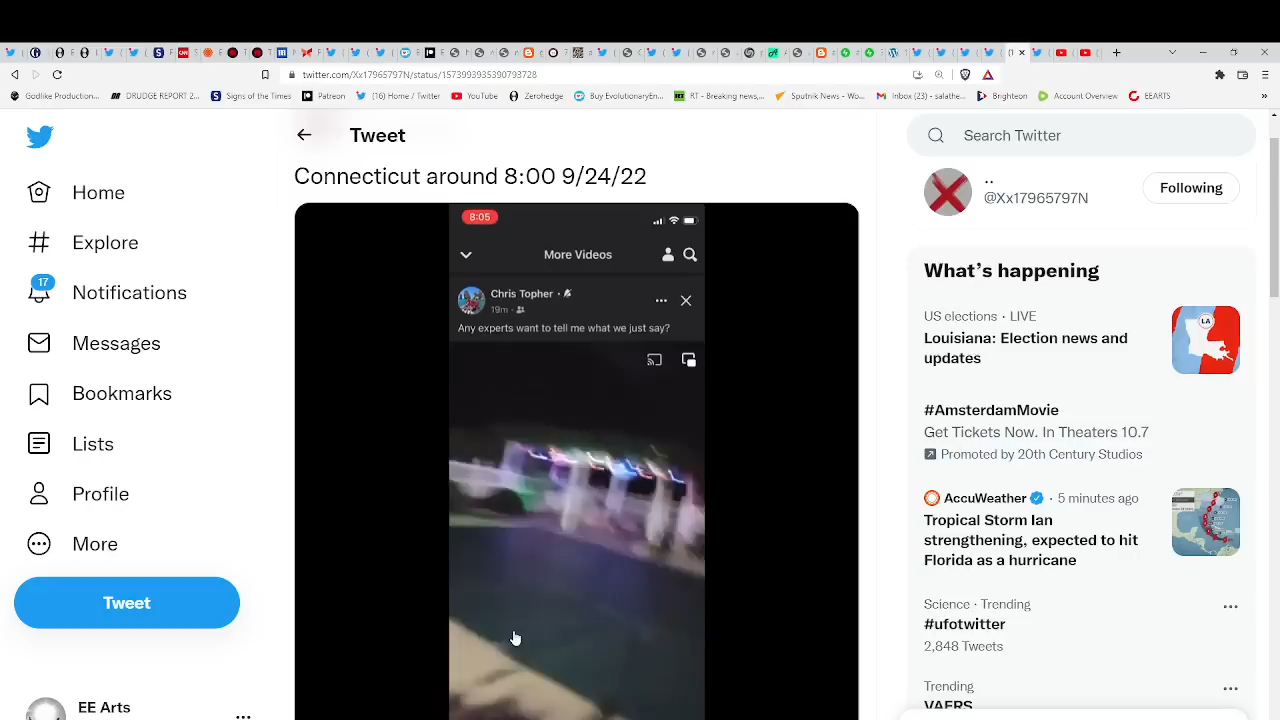 twitter.com/Xx17965797N/status/1573993935390793728
Godlike Production...
DRUDGE REPORT 2...
Signs of the Times
Patreon
(16) Home / Twitter
YouTube
Zerohedge
Buy EvolutionaryEn...
RT - Breaking news,...
Sputnik News - Wo...
Inbox (23) - salathe...
Brighteon
Account Overview
EEARTS
Home
Explore
17
Notifications
Messages
Bookmarks
Lists
Profile
More
Tweet
EE Arts
Tweet
Connecticut around 8:00 9/24/22
8:05
More Videos
Chris Topher
19m
Any experts want to tell me what we just say?
Search Twitter
..
@Xx17965797N
Following
What's happening
US elections · LIVE
Louisiana: Election news and
updates
LA
#AmsterdamMovie
Get Tickets Now. In Theaters 10.7
Promoted by 20th Century Studios
AccuWeather · 5 minutes ago
Tropical Storm Ian
strengthening, expected to hit
Florida as a hurricane
Science · Trending
#ufotwitter
2,848 Tweets
Trending
VAERS